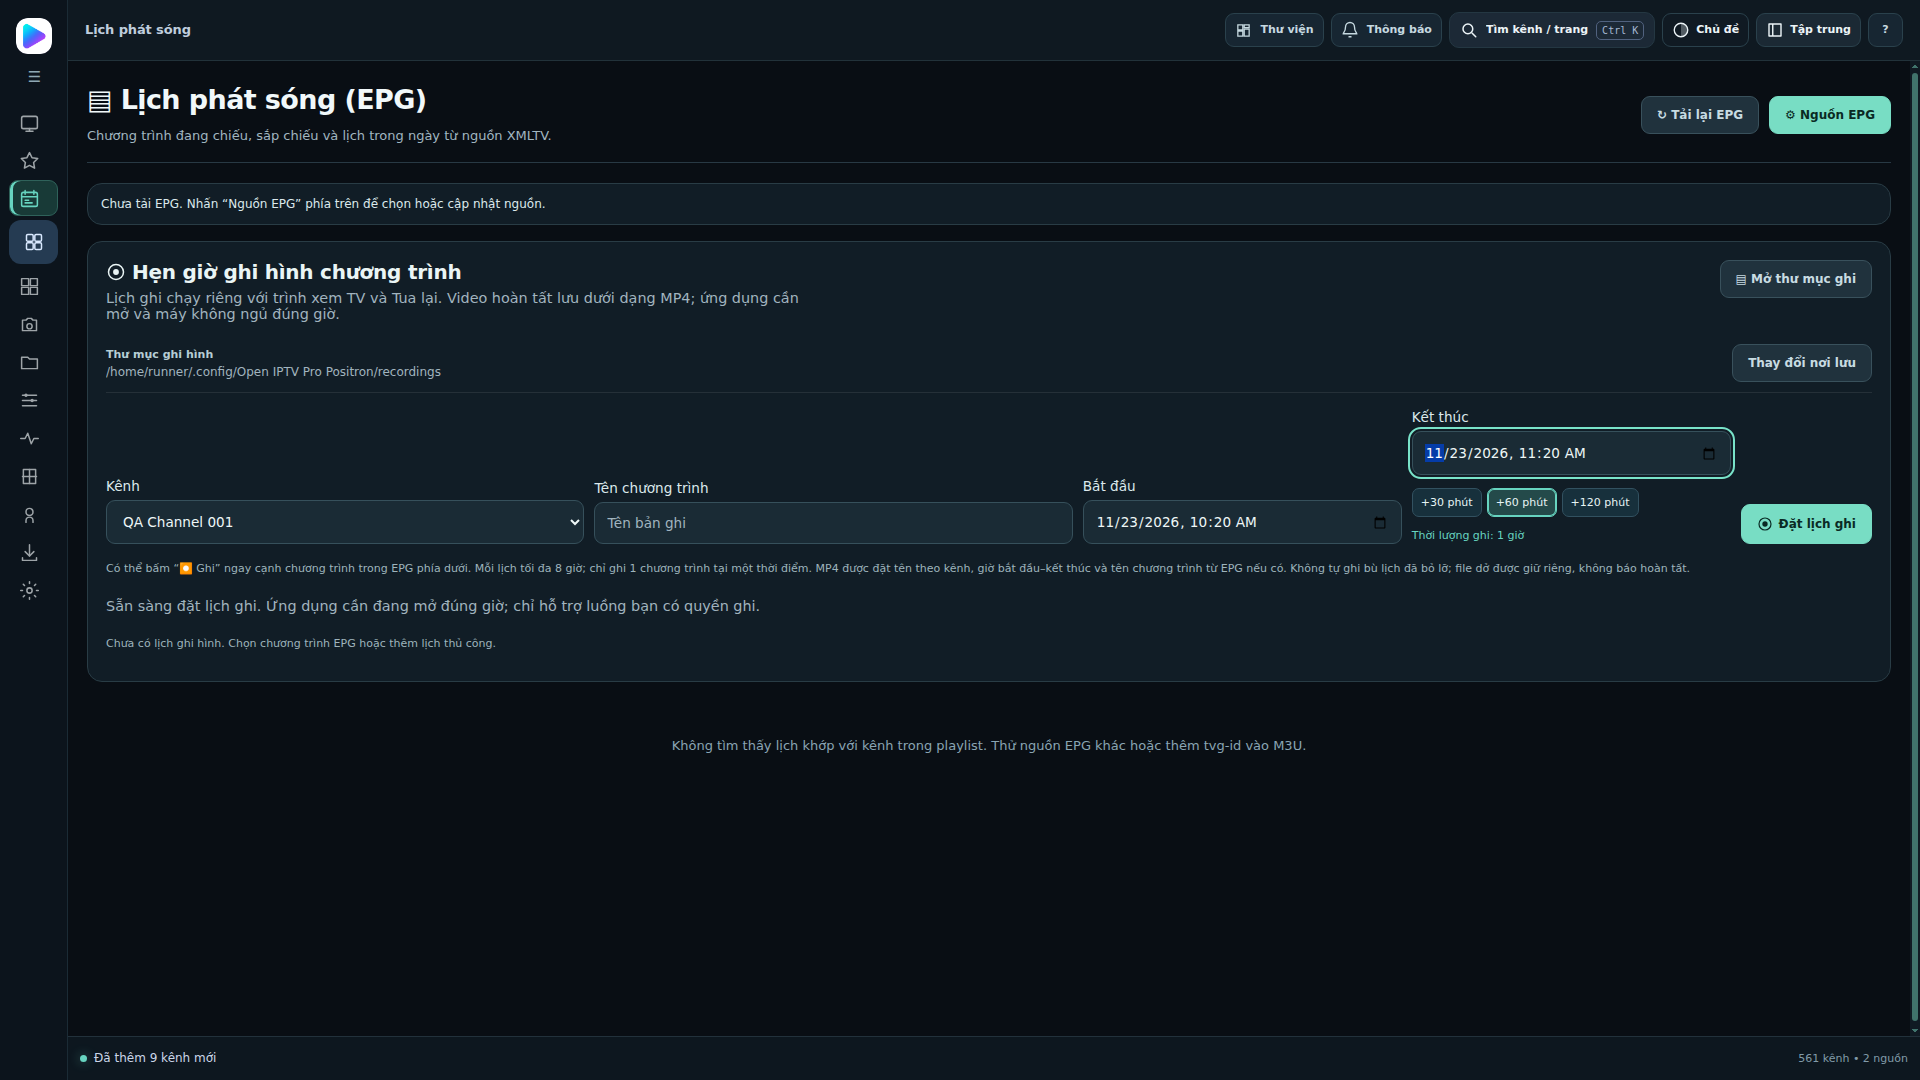 Lịch phát sóng
Thư viện
Thông báo
Tìm kênh / trang
Ctrl K
Chủ đề
Tập trung
?
▤ Lịch phát sóng (EPG)
Chương trình đang chiếu, sắp chiếu và lịch trong ngày từ nguồn XMLTV.
↻ Tải lại EPG
⚙ Nguồn EPG
Chưa tải EPG. Nhấn “Nguồn EPG” phía trên để chọn hoặc cập nhật nguồn.
Hẹn giờ ghi hình chương trình
Lịch ghi chạy riêng với trình xem TV và Tua lại. Video hoàn tất lưu dưới dạng MP4; ứng dụng cần
mở và máy không ngủ đúng giờ.
▤ Mở thư mục ghi
Thư mục ghi hình
/home/runner/.config/Open IPTV Pro Positron/recordings
Thay đổi nơi lưu
Kênh
QA Channel 001
Tên chương trình
Tên bản ghi
Bắt đầu
11/23/2026, 10:20 AM
Kết thúc
11/23/2026, 11:20 AM
+30 phút
+60 phút
+120 phút
Thời lượng ghi: 1 giờ
Đặt lịch ghi
Có thể bấm “⏺ Ghi” ngay cạnh chương trình trong EPG phía dưới. Mỗi lịch tối đa 8 giờ; chỉ ghi 1 chương trình tại một thời điểm. MP4 được đặt tên theo kênh, giờ bắt đầu–kết thúc và tên chương trình từ EPG nếu có. Không tự ghi bù lịch đã bỏ lỡ; file dở được giữ riêng, không báo hoàn tất.
Sẵn sàng đặt lịch ghi. Ứng dụng cần đang mở đúng giờ; chỉ hỗ trợ luồng bạn có quyền ghi.
Chưa có lịch ghi hình. Chọn chương trình EPG hoặc thêm lịch thủ công.
Không tìm thấy lịch khớp với kênh trong playlist. Thử nguồn EPG khác hoặc thêm tvg-id vào M3U.
Đã thêm 9 kênh mới
561 kênh • 2 nguồn